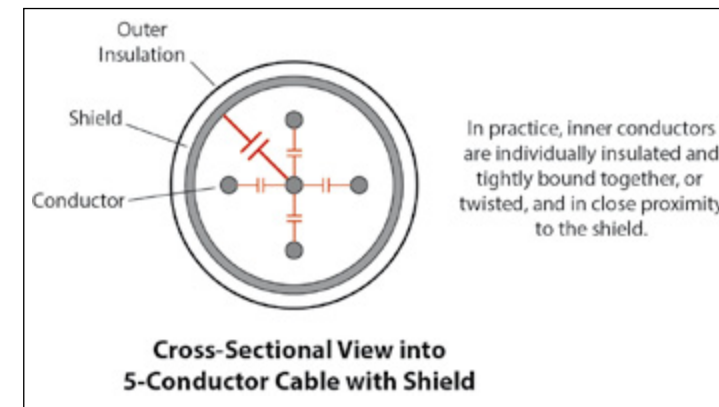 Outer
Insulation
Shield
Conductor
In practice, inner conductors
are individually insulated and
tightly bound together, or
twisted, and in close proximity
to the shield.
Cross-Sectional View into
5-Conductor Cable with Shield